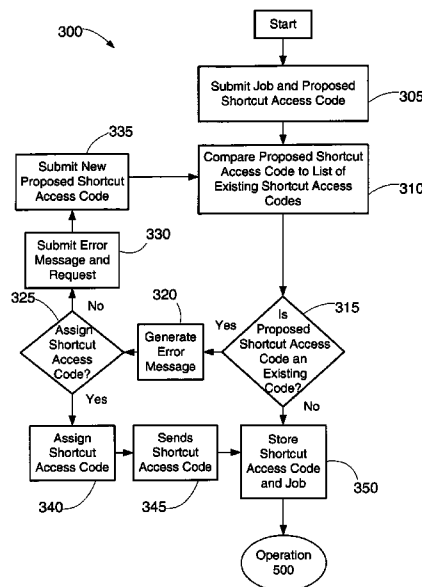 300
Start
Submit Job and Proposed
Shortcut Access Code
305
335
Submit New
Proposed Shortcut
Access Code
Compare Proposed Shortcut
Access Code to List of
Existing Shortcut Access
Codes
310
Submit Error
Message and
Request
330
325
No
Assign
Shortcut
Access
Code?
320
Generate
Error
Message
Yes
315
Is
Proposed
Shortcut Access
Code an
Existing
Code?
Yes
No
Assign Shortcut
Access Code
340
Sends
Shortcut
Access Code
345
Store
Shortcut
Access Code
and Job
350
Operation
500